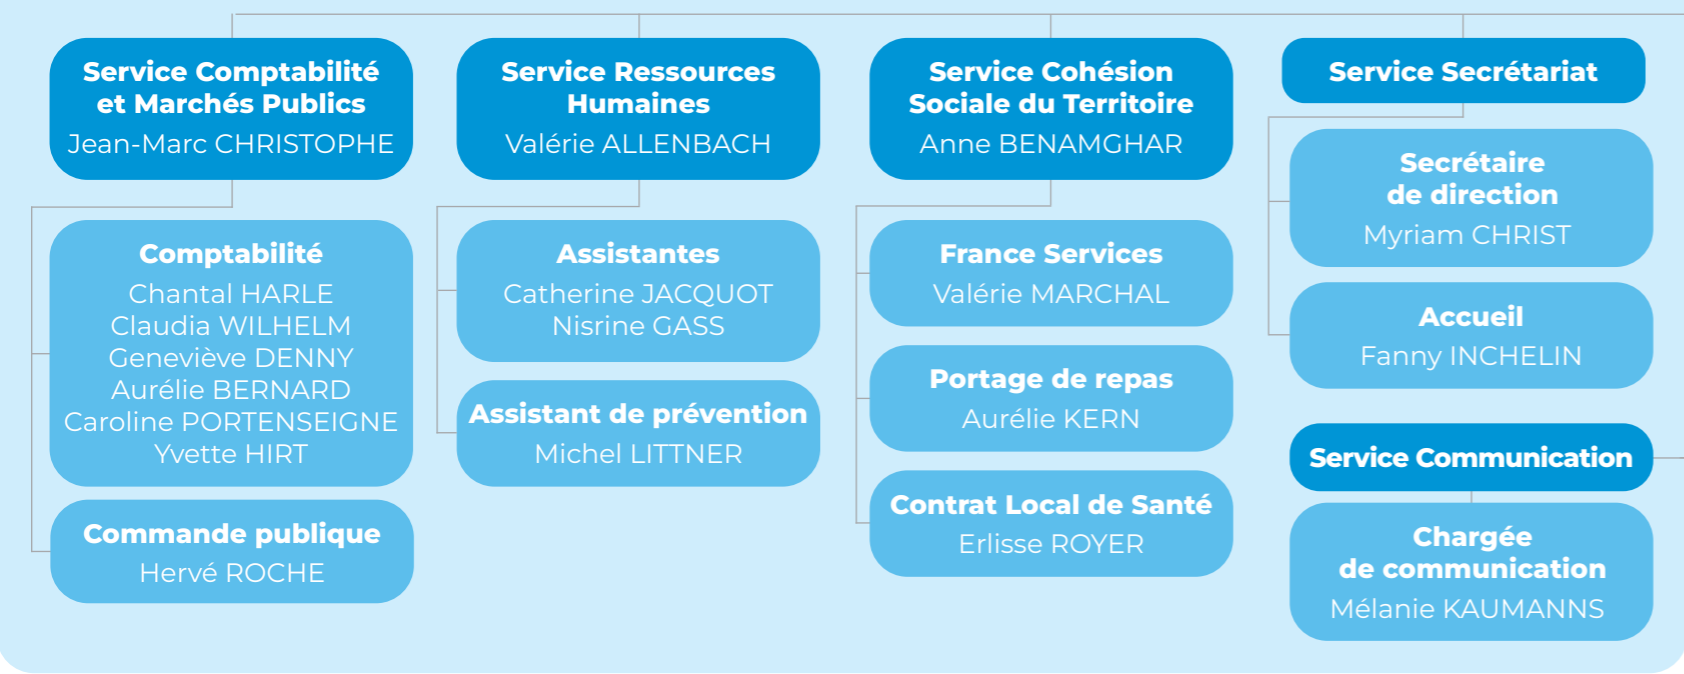 Service Comptabilité
et Marchés Publics
Jean-Marc CHRISTOPHE
Comptabilité
Chantal HARLE
Claudia WILHELM
Geneviève DENNY
Aurélie BERNARD
Caroline PORTENSEIGNE
Yvette HIRT
Commande publique
Hervé ROCHE
Service Ressources
Humaines
Valérie ALLENBACH
Assistantes
Catherine JACQUOT
Nisrine GASS
Assistant de prévention
Michel LITTNER
Service Cohésion
Sociale du Territoire
Anne BENAMGHAR
France Services
Valérie MARCHAL
Portage de repas
Aurélie KERN
Contrat Local de Santé
Erlisse ROYER
Service Secrétariat
Secrétaire
de direction
Myriam CHRIST
Accueil
Fanny INCHELIN
Service Communication
Chargée
de communication
Mélanie KAUMANNS